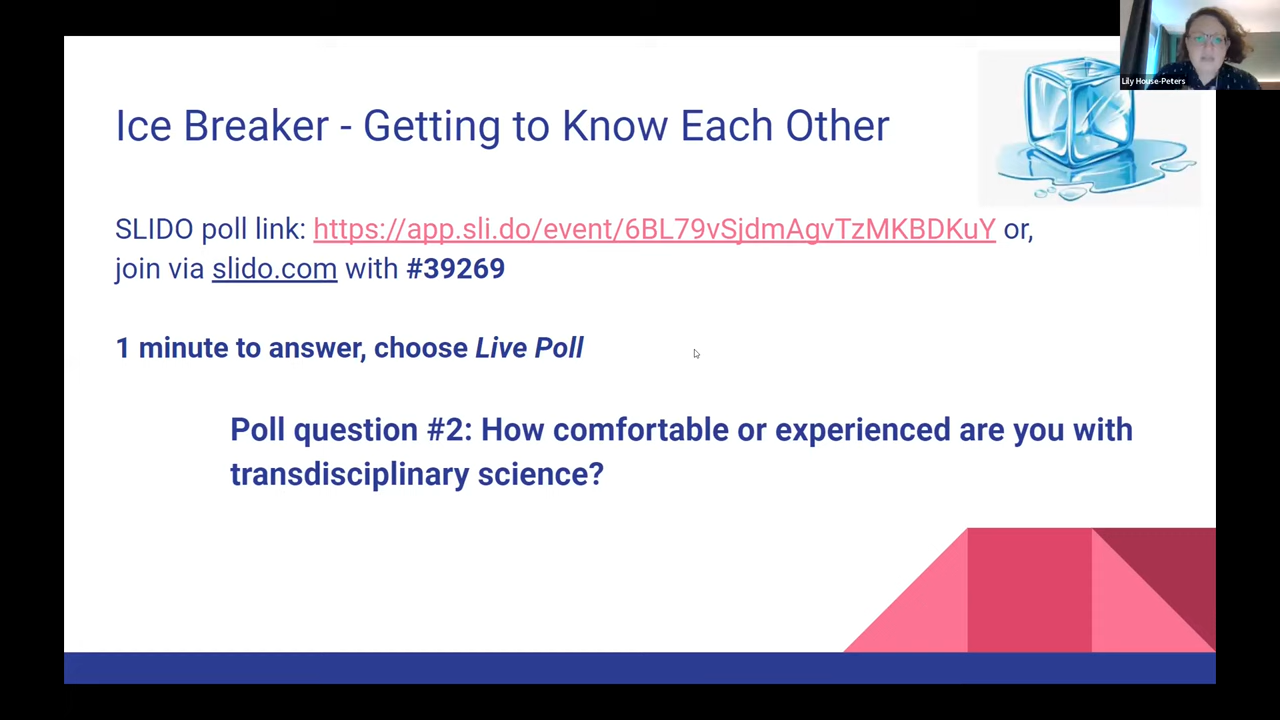 Lily House-Peters
Ice Breaker - Getting to Know Each Other
SLIDO poll link: https://app.sli.do/event/6BL79vSjdmAgvTzMKBDKuY or,
join via slido.com with #39269
1 minute to answer, choose Live Poll
Poll question #2: How comfortable or experienced are you with
transdisciplinary science?